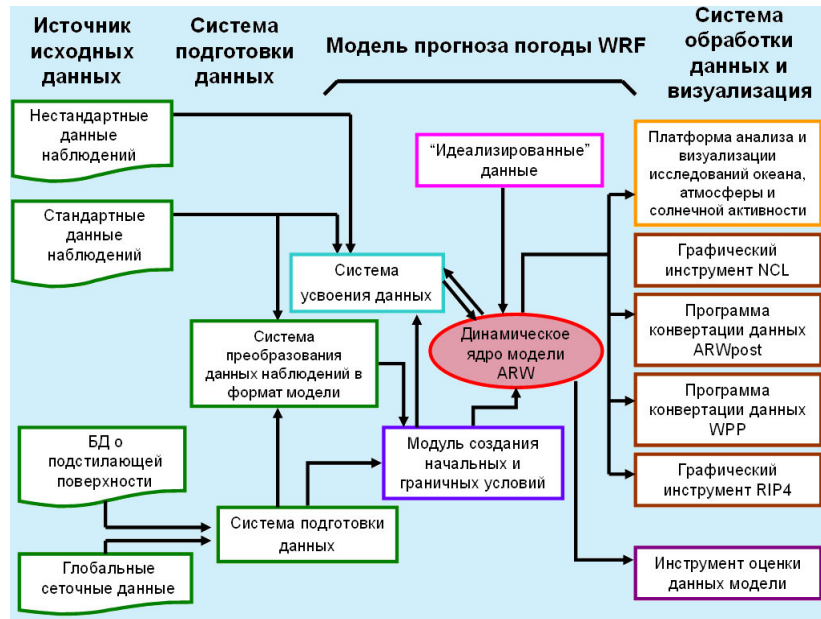 Источник
исходных
данных
Система
подготовки
данных
Модель прогноза погоды WRF
Система
обработки
данных и
визуализация
Нестандартные
данные
наблюдений
Стандартные
данные
наблюдений
БД о
подстилающей
поверхности
Глобальные
сеточные данные
Система
преобразования
данных наблюдений в
формат модели
Система подготовки
данных
“Идеализированные”
данные
Система
усвоения данных
Динамическое
ядро модели
ARW
Модуль создания
начальных и
граничных условий
Платформа анализа и
визуализации
исследований океана,
атмосферы и
солнечной активности
Графический
инструмент NCL
Программа
конвертации данных
ARWpost
Программа
конвертации данных
WPP
Графический
инструмент RIP4
Инструмент оценки
данных модели